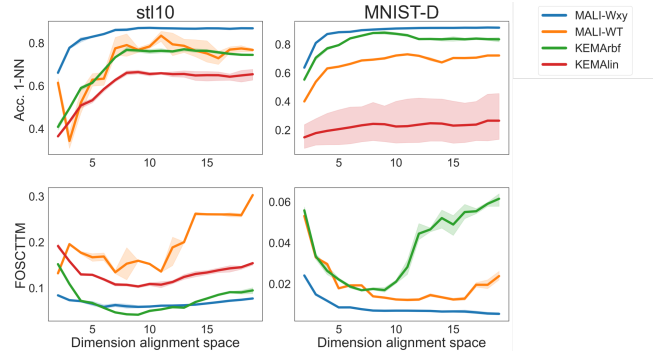 stl10
MNIST-D
MALI-Wxy
MALI-WT
KEMArbf
KEMAlin
Acc. 1-NN
0.8
0.6
0.4
5
10
15
0.8
0.6
0.4
0.2
5
10
15
FOSCTTM
0.3
0.2
0.1
5
10
15
Dimension alignment space
0.06
0.04
0.02
5
10
15
Dimension alignment space